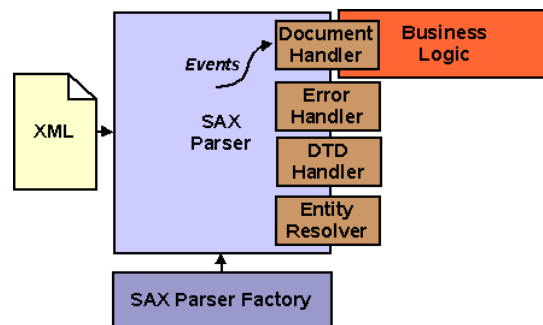 Document
Handler
Business
Logic
Events
XML
SAX
Parser
Error
Handler
DTD
Handler
Entity
Resolver
SAX Parser Factory